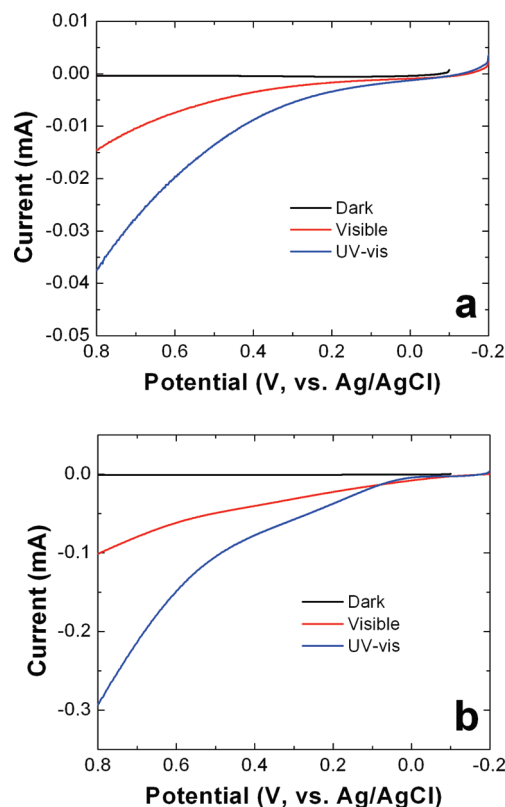 0.01
0.00
-0.01
-0.02
-0.03
-0.04
-0.05
Current (mA)
Dark
Visible
UV-vis
a
0.8 0.6 0.4 0.2 0.0 -0.2
Potential (V, vs. Ag/AgCl)
0.0
-0.1
-0.2
-0.3
Current (mA)
Dark
Visible
UV-vis
b
0.8 0.6 0.4 0.2 0.0 -0.2
Potential (V, vs. Ag/AgCl)